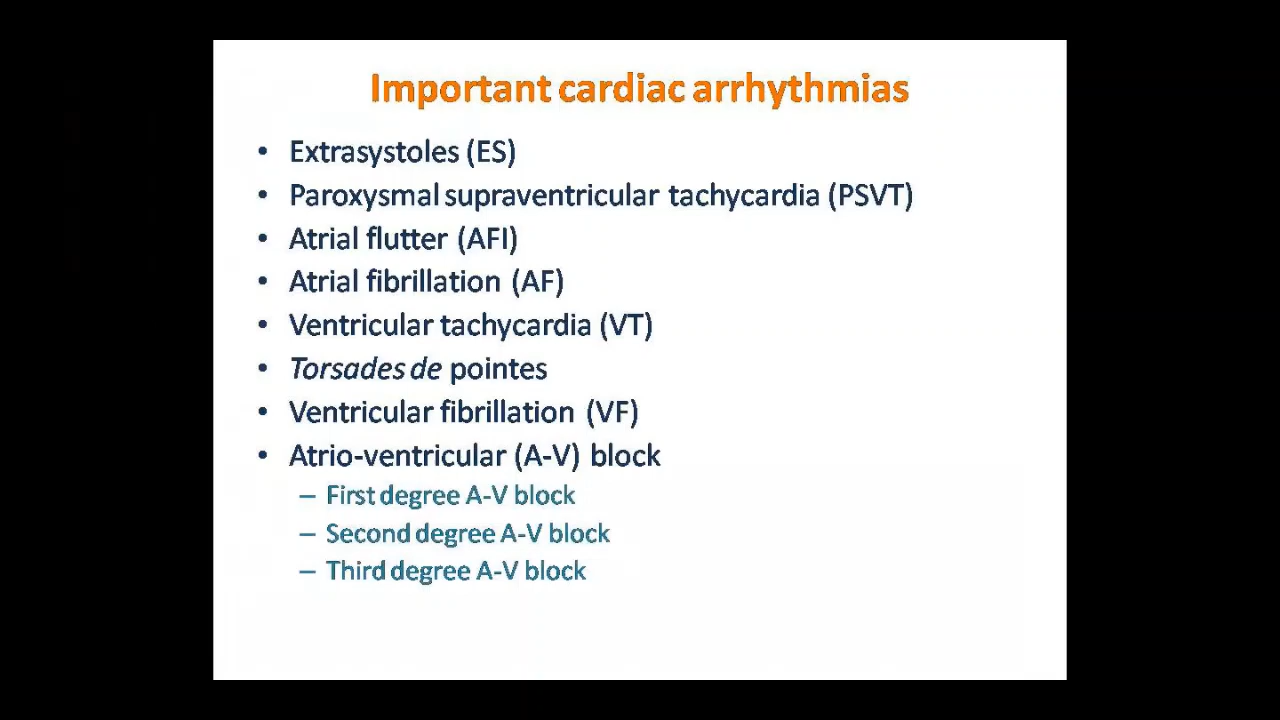 Important cardiac arrhythmias
• Extrasystoles (ES)
• Paroxysmal supraventricular tachycardia (PSVT)
• Atrial flutter (AFl)
• Atrial fibrillation (AF)
• Ventricular tachycardia (VT)
• Torsades de pointes
• Ventricular fibrillation (VF)
• Atrio-ventricular (A-V) block
– First degree A-V block
– Second degree A-V block
– Third degree A-V block